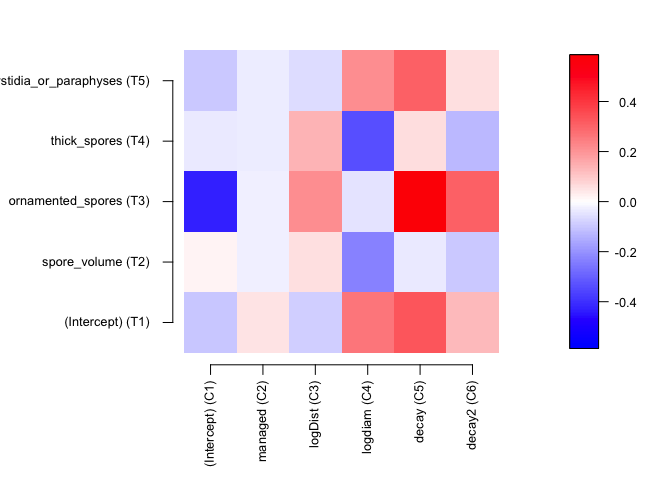 stidia_or_paraphyses (T5)
thick_spores (T4)
ornamented_spores (T3)
spore_volume (T2)
(Intercept) (T1)
(Intercept) (C1)
managed (C2)
logDist (C3)
logdiam (C4)
decay (C5)
decay2 (C6)
0.4
0.2
0.0
-0.2
-0.4